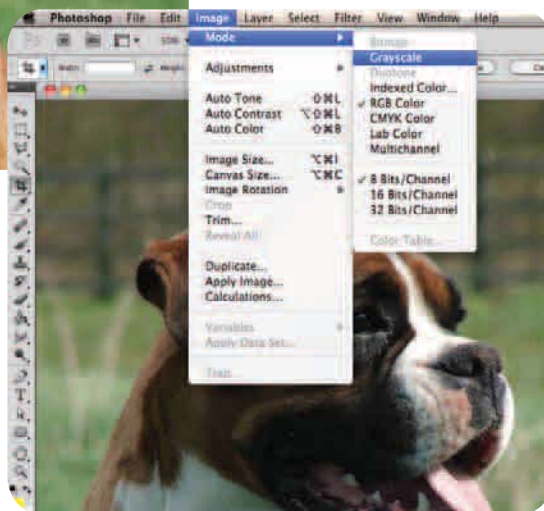 Photoshop File Edit Image Layer Select Filter View Window Help
Mode
Adjustments
Auto Tone ⇧⌘L
Auto Contrast ⌥⇧⌘L
Auto Color ⇧⌘B
Image Size... ⌥⌘I
Canvas Size... ⌥⌘C
Image Rotation
Crop
Trim...
Reveal All
Duplicate...
Apply Image...
Calculations...
Variables
Apply Data Set...
Trap...
Bitmap
Grayscale
Duotone
Indexed Color...
✓ RGB Color
CMYK Color
Lab Color
Multichannel
✓ 8 Bits/Channel
16 Bits/Channel
32 Bits/Channel
Color Table...